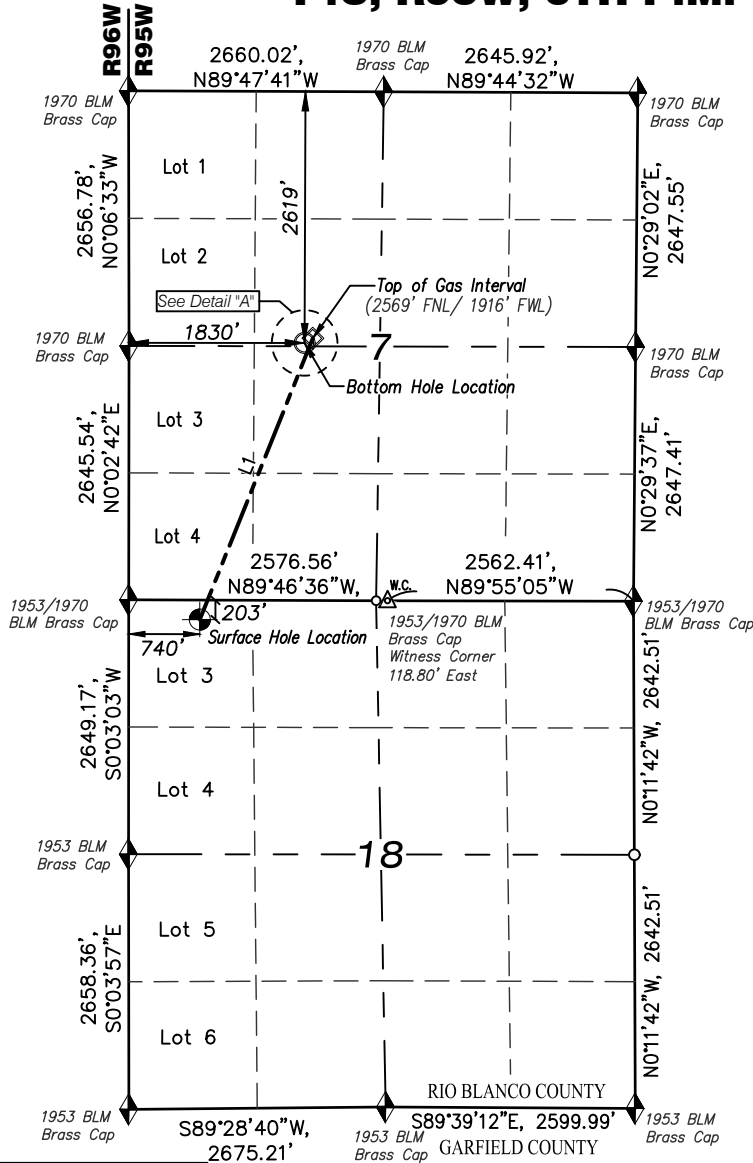 R96W
R95W
2660.02',
N89°47'41"W
1970 BLM
Brass Cap
2645.92',
N89°44'32"W
1970 BLM
Brass Cap
1970 BLM
Brass Cap
2656.78',
N0°06'33"W
Lot 1
2619'
N0°29'02"E,
2647.55'
Lot 2
See Detail "A"
Top of Gas Interval
(2569' FNL/ 1916' FWL)
1830'
7
1970 BLM
Brass Cap
1970 BLM
Brass Cap
Bottom Hole Location
2645.54',
N0°02'42"E
Lot 3
L1
N0°29'37"E,
2647.41'
Lot 4
2576.56'
N89°46'36"W,
2562.41',
N89°55'05"W
W.C.
1953/1970
BLM Brass Cap
203'
740'
Surface Hole Location
1953/1970 BLM
Brass Cap
Witness Corner
118.80' East
1953/1970
BLM Brass Cap
2649.17',
S0°03'03"W
Lot 3
N0°11'42"W, 2642.51'
Lot 4
1953 BLM
Brass Cap
18
2658.36',
S0°03'57"E
Lot 5
N0°11'42"W, 2642.51'
Lot 6
RIO BLANCO COUNTY
1953 BLM
Brass Cap
S89°28'40"W,
2675.21'
1953 BLM
Brass Cap
S89°39'12"E, 2599.99'
GARFIELD COUNTY
1953 BLM
Brass Cap